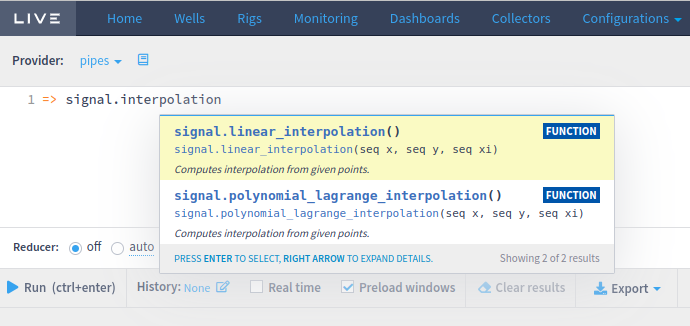 LIVE Home Wells Rigs Monitoring Dashboards Collectors Configurations
Provider: pipes
1 => signal.interpolation
signal.linear_interpolation() FUNCTION
signal.linear_interpolation(seq x, seq y, seq xi)
Computes interpolation from given points.
signal.polynomial_lagrange_interpolation() FUNCTION
signal.polynomial_lagrange_interpolation(seq x, seq y, seq xi)
Computes interpolation from given points.
PRESS ENTER TO SELECT, RIGHT ARROW TO EXPAND DETAILS. Showing 2 of 2 results
Reducer: off auto
Run (ctrl+enter) History: None Real time Preload windows Clear results Export